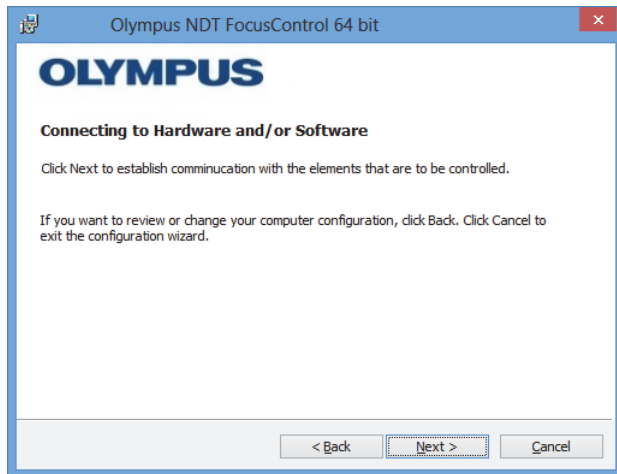 Olympus NDT FocusControl 64 bit
OLYMPUS
Connecting to Hardware and/or Software
Click Next to establish comminucation with the elements that are to be controlled.
If you want to review or change your computer configuration, click Back. Click Cancel to
exit the configuration wizard.
< Back Next > Cancel